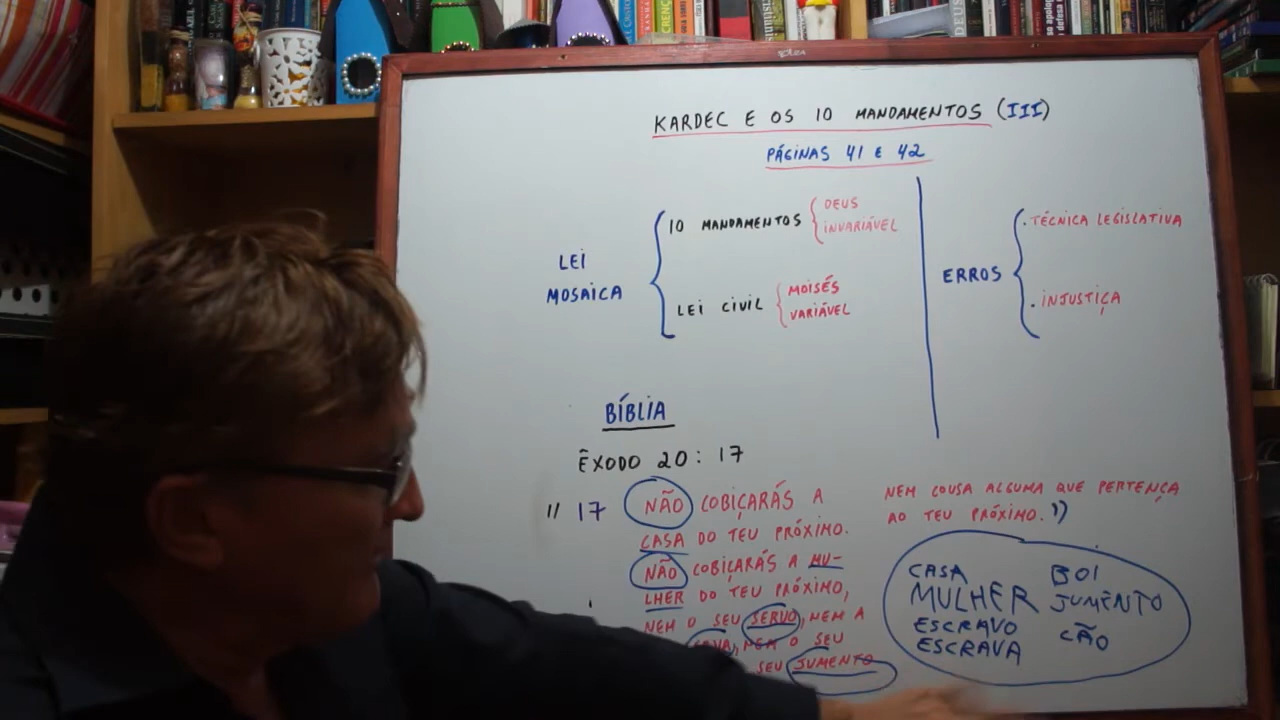 KARDEC E OS 10 MANDAMENTOS (III)
PÁGINAS 41 E 42
LEI
MOSAICA
10 MANDAMENTOS
DEUS
INVARIÁVEL
LEI CIVIL
MOISÉS
VARIÁVEL
ERROS
. TÉCNICA LEGISLATIVA
. INJUSTIÇA
BÍBLIA
ÊXODO 20: 17
" 17 NÃO COBIÇARÁS A
CASA DO TEU PRÓXIMO.
NÃO COBIÇARÁS A MU-
LHER DO TEU PRÓXIMO,
NEM O SEU SERVO, NEM A
NEM O SEU
SEU JUMENTO
NEM COUSA ALGUMA QUE PERTENÇA
AO TEU PRÓXIMO."
CASA
MULHER
ESCRAVO
ESCRAVA
BOI
JUMENTO
CÃO